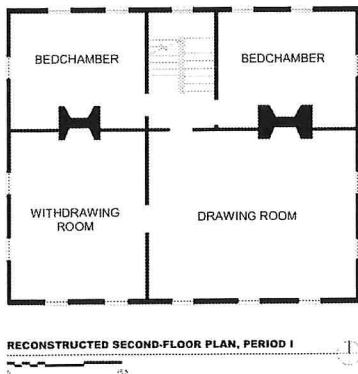 BEDCHAMBER
BEDCHAMBER
WITHDRAWING
ROOM
DRAWING ROOM
RECONSTRUCTED SECOND-FLOOR PLAN, PERIOD I